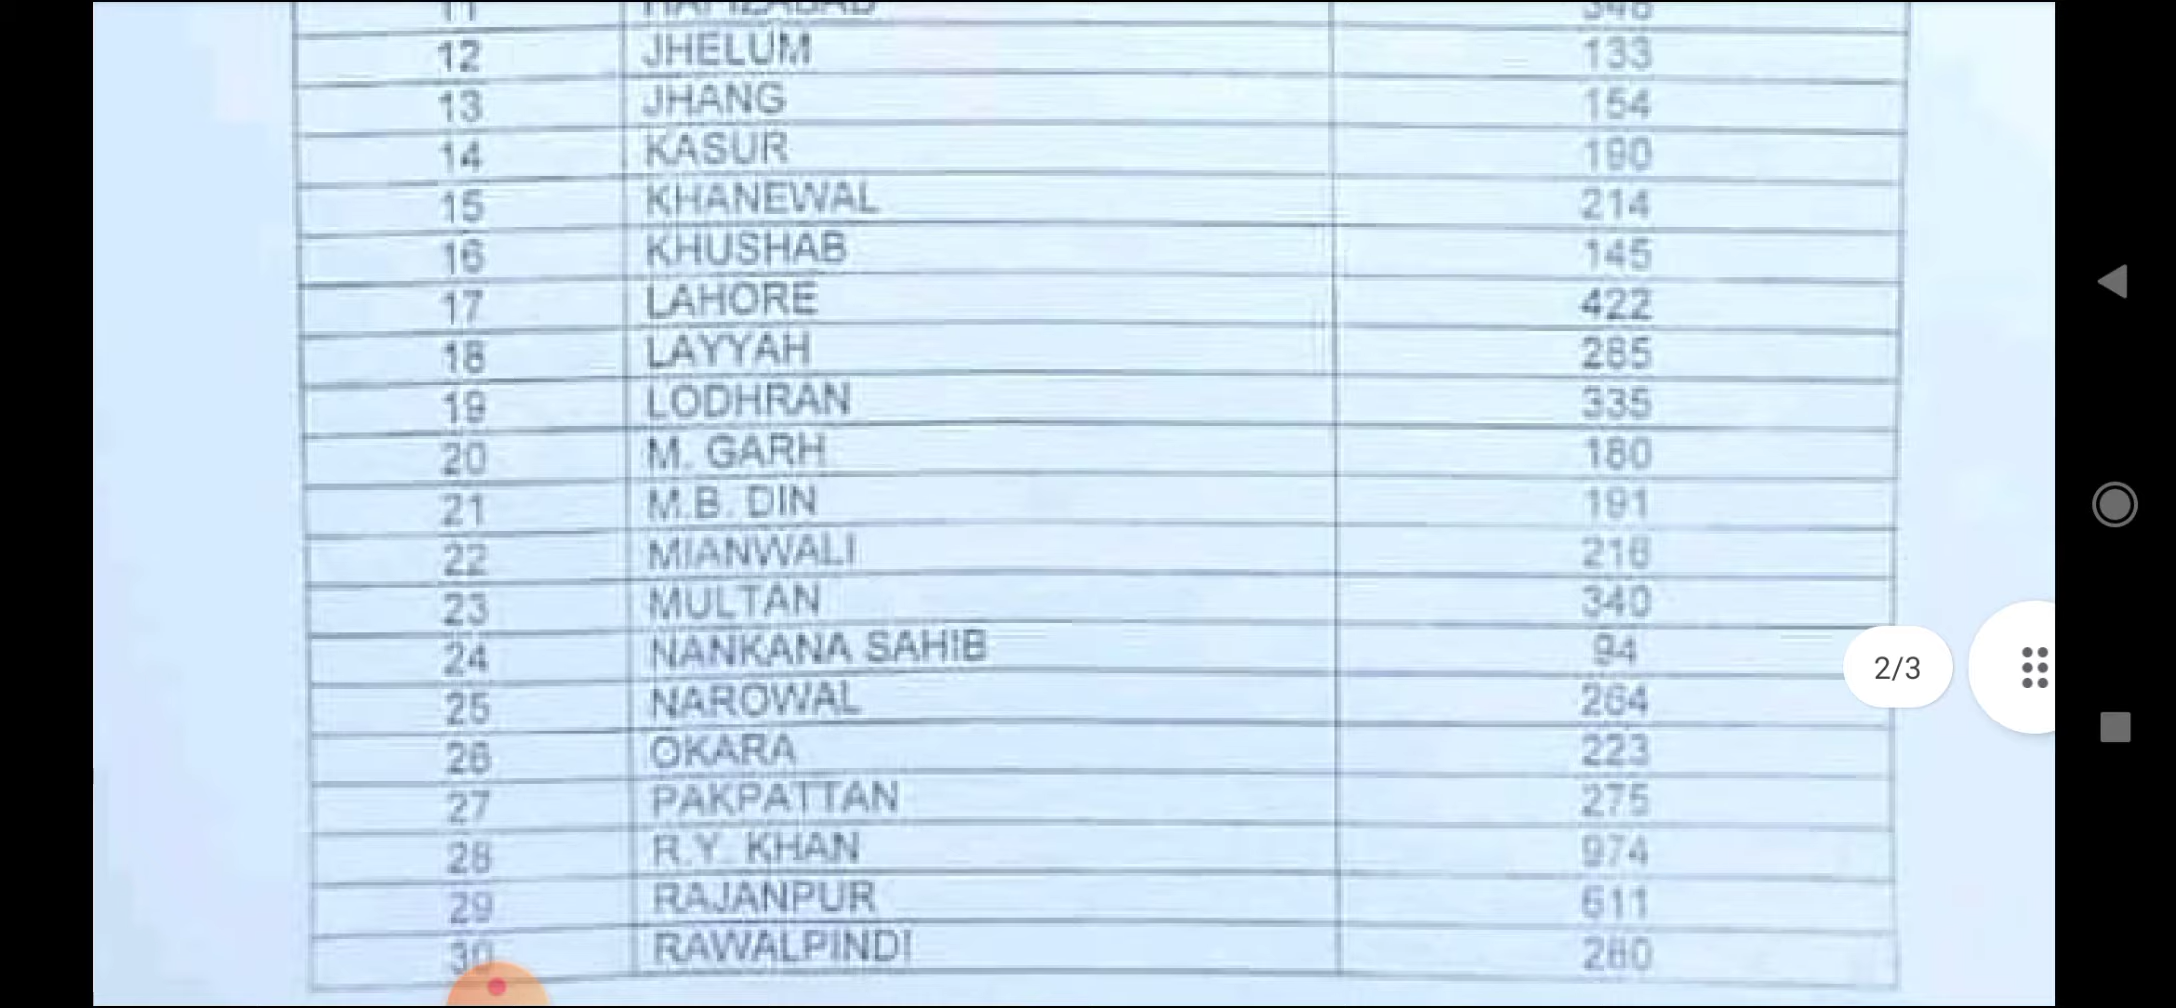 12 JHELUM 133
13 JHANG 154
14 KASUR 190
15 KHANEWAL 214
16 KHUSHAB 145
17 LAHORE 422
18 LAYYAH 285
19 LODHRAN 335
20 M. GARH 180
21 M.B. DIN 191
22 MIANWALI
23 MULTAN 340
24 NANKANA SAHIB 94
25 NAROWAL 264
26 OKARA 223
27 PAKPATTAN 275
28 R.Y. KHAN 974
29 RAJANPUR
30 RAWALPINDI
2/3